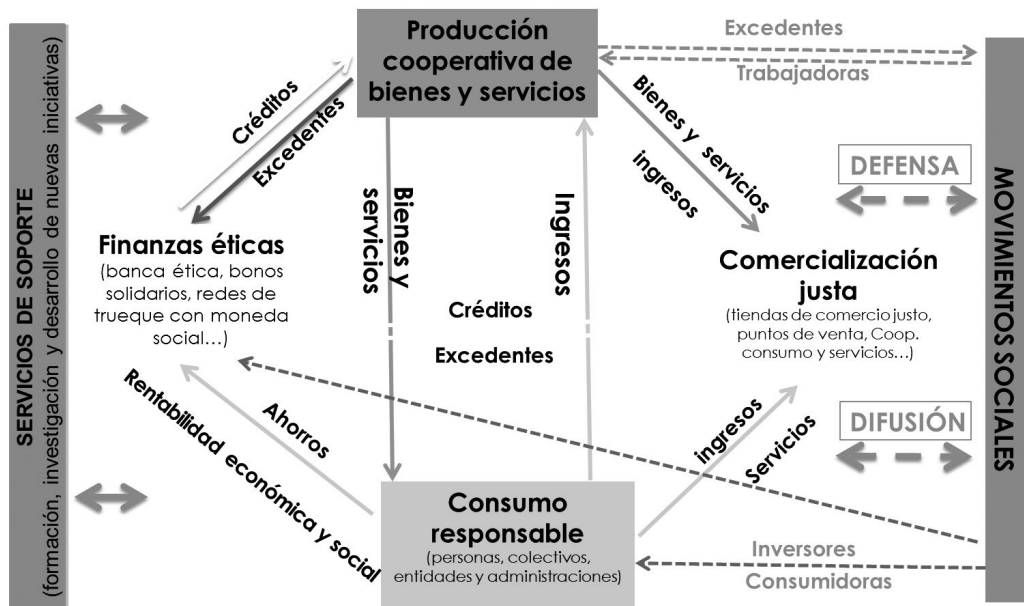 SERVICIOS DE SOPORTE
(formación, investigación y desarrollo de nuevas iniciativas)
Producción
cooperativa de
bienes y servicios
Excedentes
Trabajadoras
Créditos
Excedentes
Bienes y
servicios
Ingresos
Bienes y servicios
ingresos
DEFENSA
Finanzas éticas
(banca ética, bonos
solidarios, redes de
trueque con moneda
social...)
Comercialización
justa
(tiendas de comercio justo,
puntos de venta, Coop.
consumo y servicios...)
Créditos
Excedentes
Rentabilidad económica y social
Ahorros
ingresos
Servicios
DIFUSIÓN
Consumo
responsable
(personas, colectivos,
entidades y administraciones)
Inversores
Consumidoras
MOVIMIENTOS SOCIALES